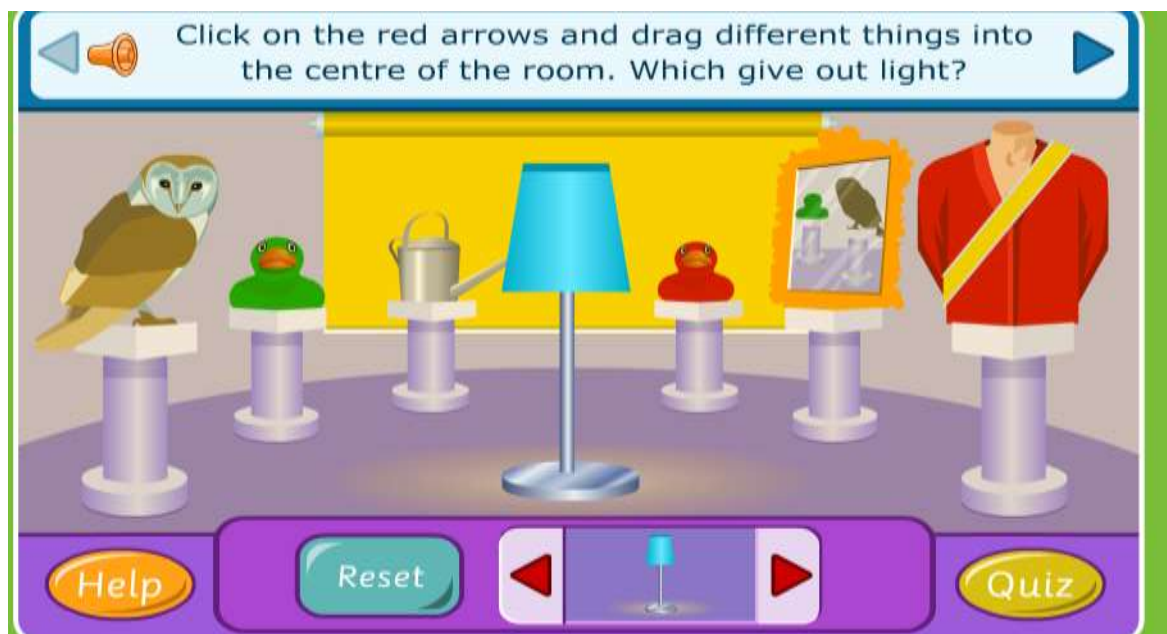 Click on the red arrows and drag different things into
the centre of the room. Which give out light?
Help
Reset
Quiz